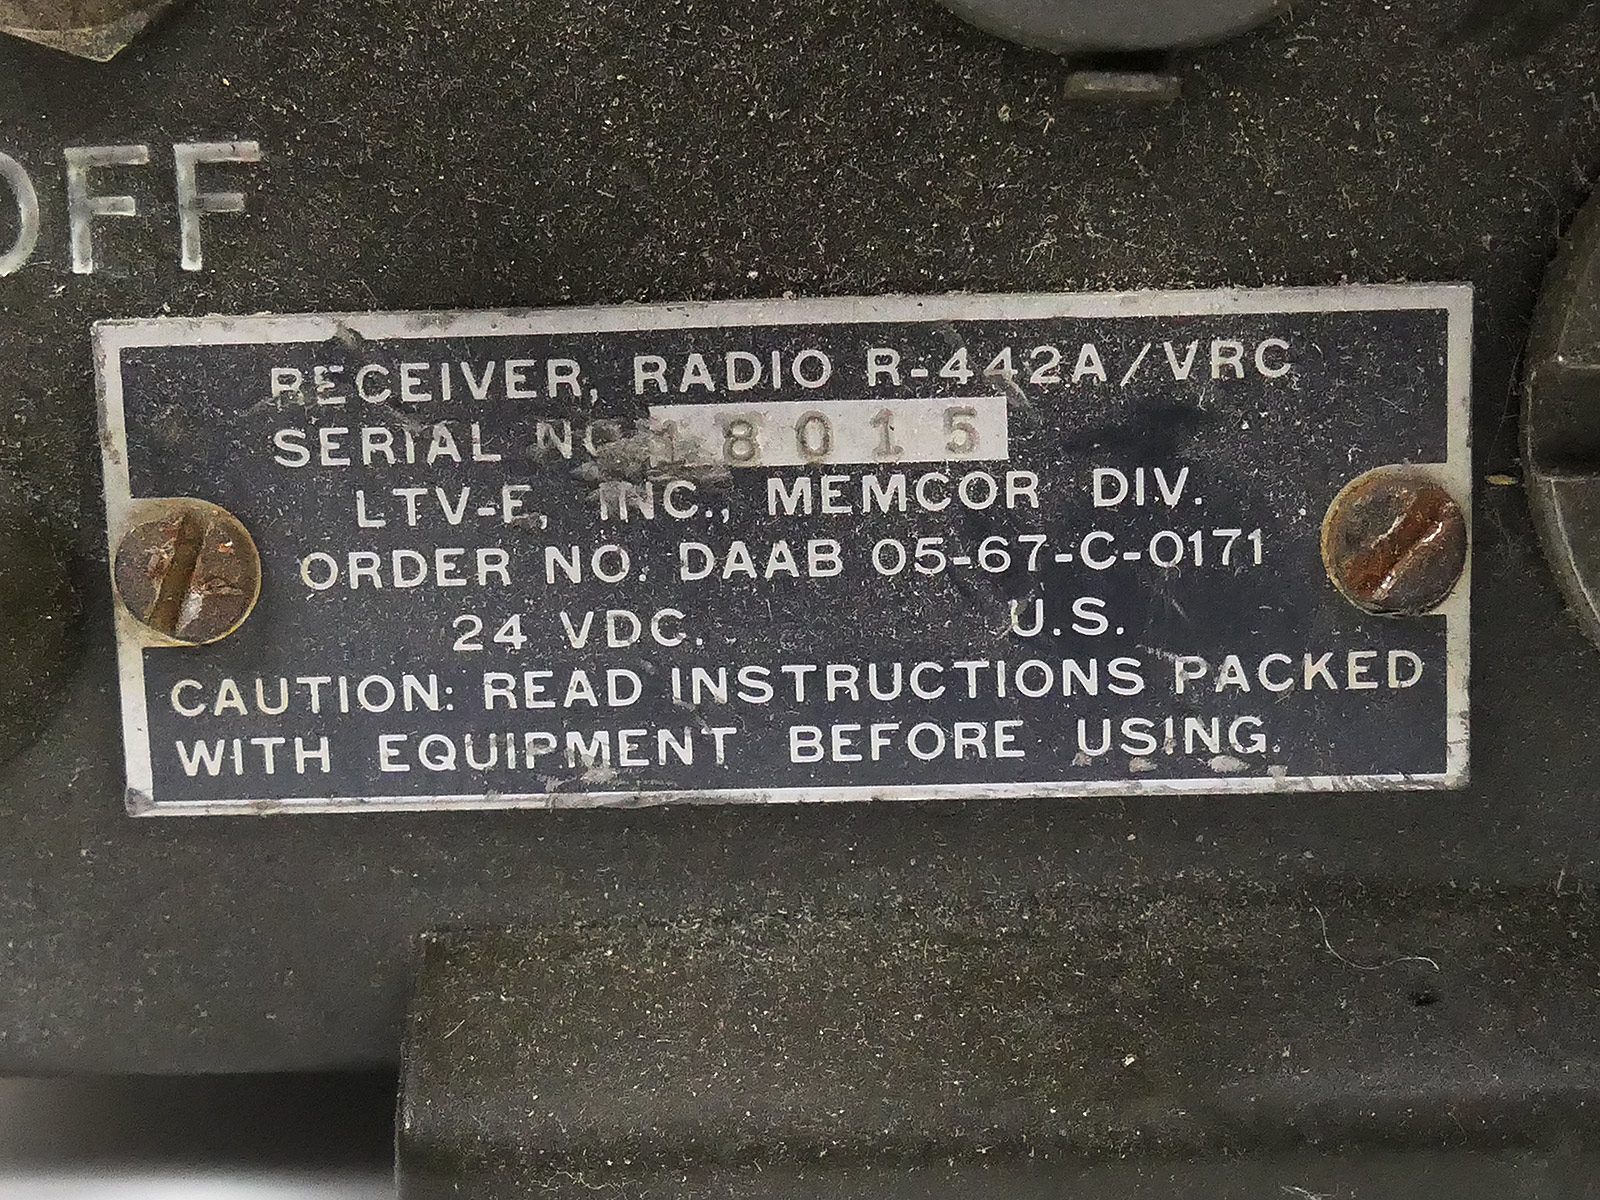 OFF
RECEIVER, RADIO R-442A/VRC
SERIAL NO 18015
LTV-E, INC., MEMCOR DIV.
ORDER NO. DAAB 05-67-C-0171
24 VDC. U.S.
CAUTION: READ INSTRUCTIONS PACKED
WITH EQUIPMENT BEFORE USING.